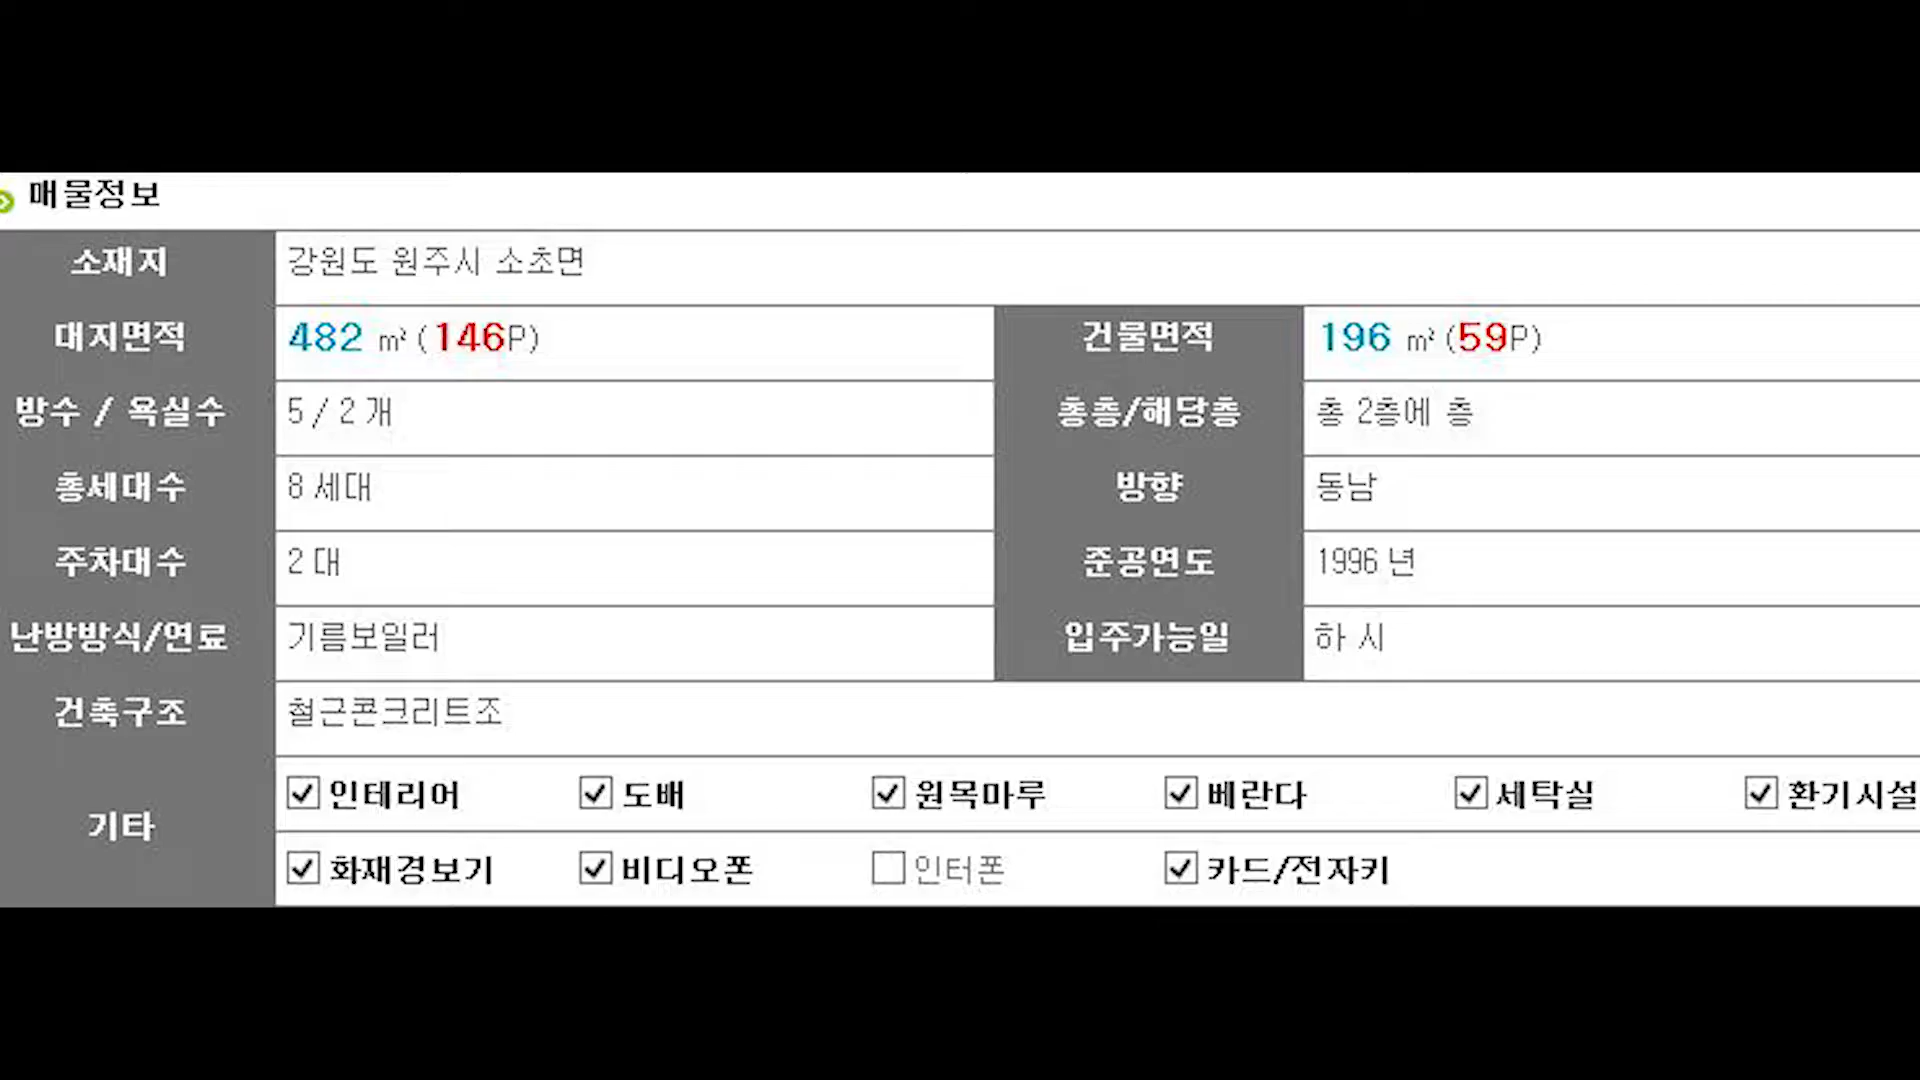 매물정보
소재지 강원도 원주시 소초면
대지면적 482 ㎡ (146P) 건물면적 196 ㎡ (59P)
방수 / 욕실수 5 / 2 개 총층/해당층 총 2층에 층
총세대수 8 세대 방향 동남
주차대수 2 대 준공연도 1996 년
난방방식/연료 기름보일러 입주가능일 하 시
건축구조 철근콘크리트조
기타
인테리어 도배 원목마루 베란다 세탁실 환기시설
화재경보기 비디오폰 인터폰 카드/전자키